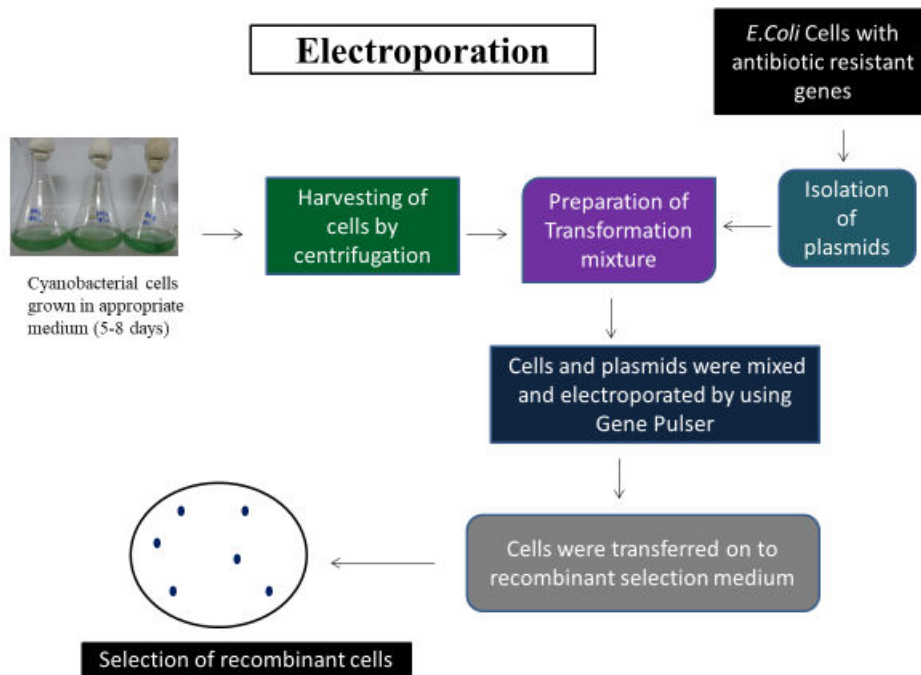 Electroporation
E.Coli Cells with
antibiotic resistant
genes
Harvesting of
cells by
centrifugation
Preparation of
Transformation
mixture
Isolation
of
plasmids
Cyanobacterial cells
grown in appropriate
medium (5-8 days)
Cells and plasmids were mixed
and electroporated by using
Gene Pulser
Cells were transferred on to
recombinant selection medium
Selection of recombinant cells